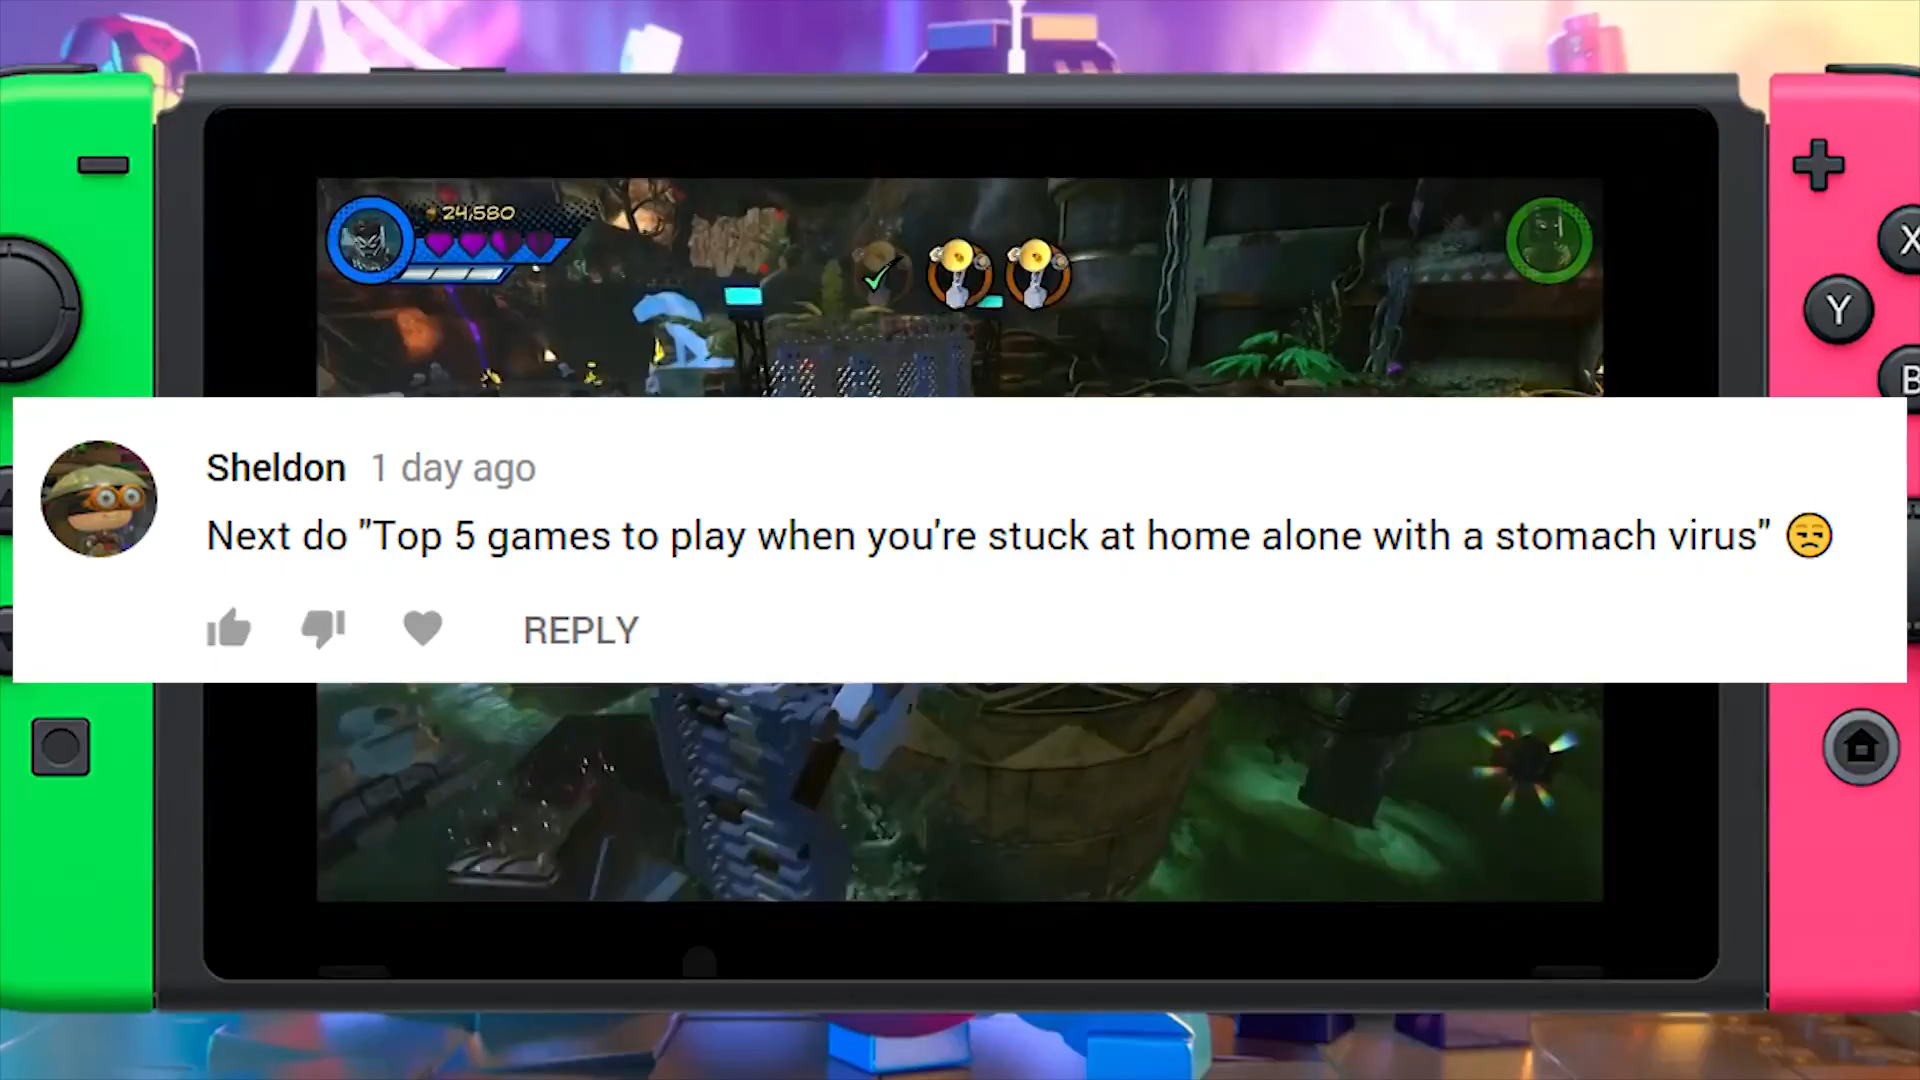 24,580
X
Y
B
Sheldon 1 day ago
Next do "Top 5 games to play when you're stuck at home alone with a stomach virus" 😒
REPLY